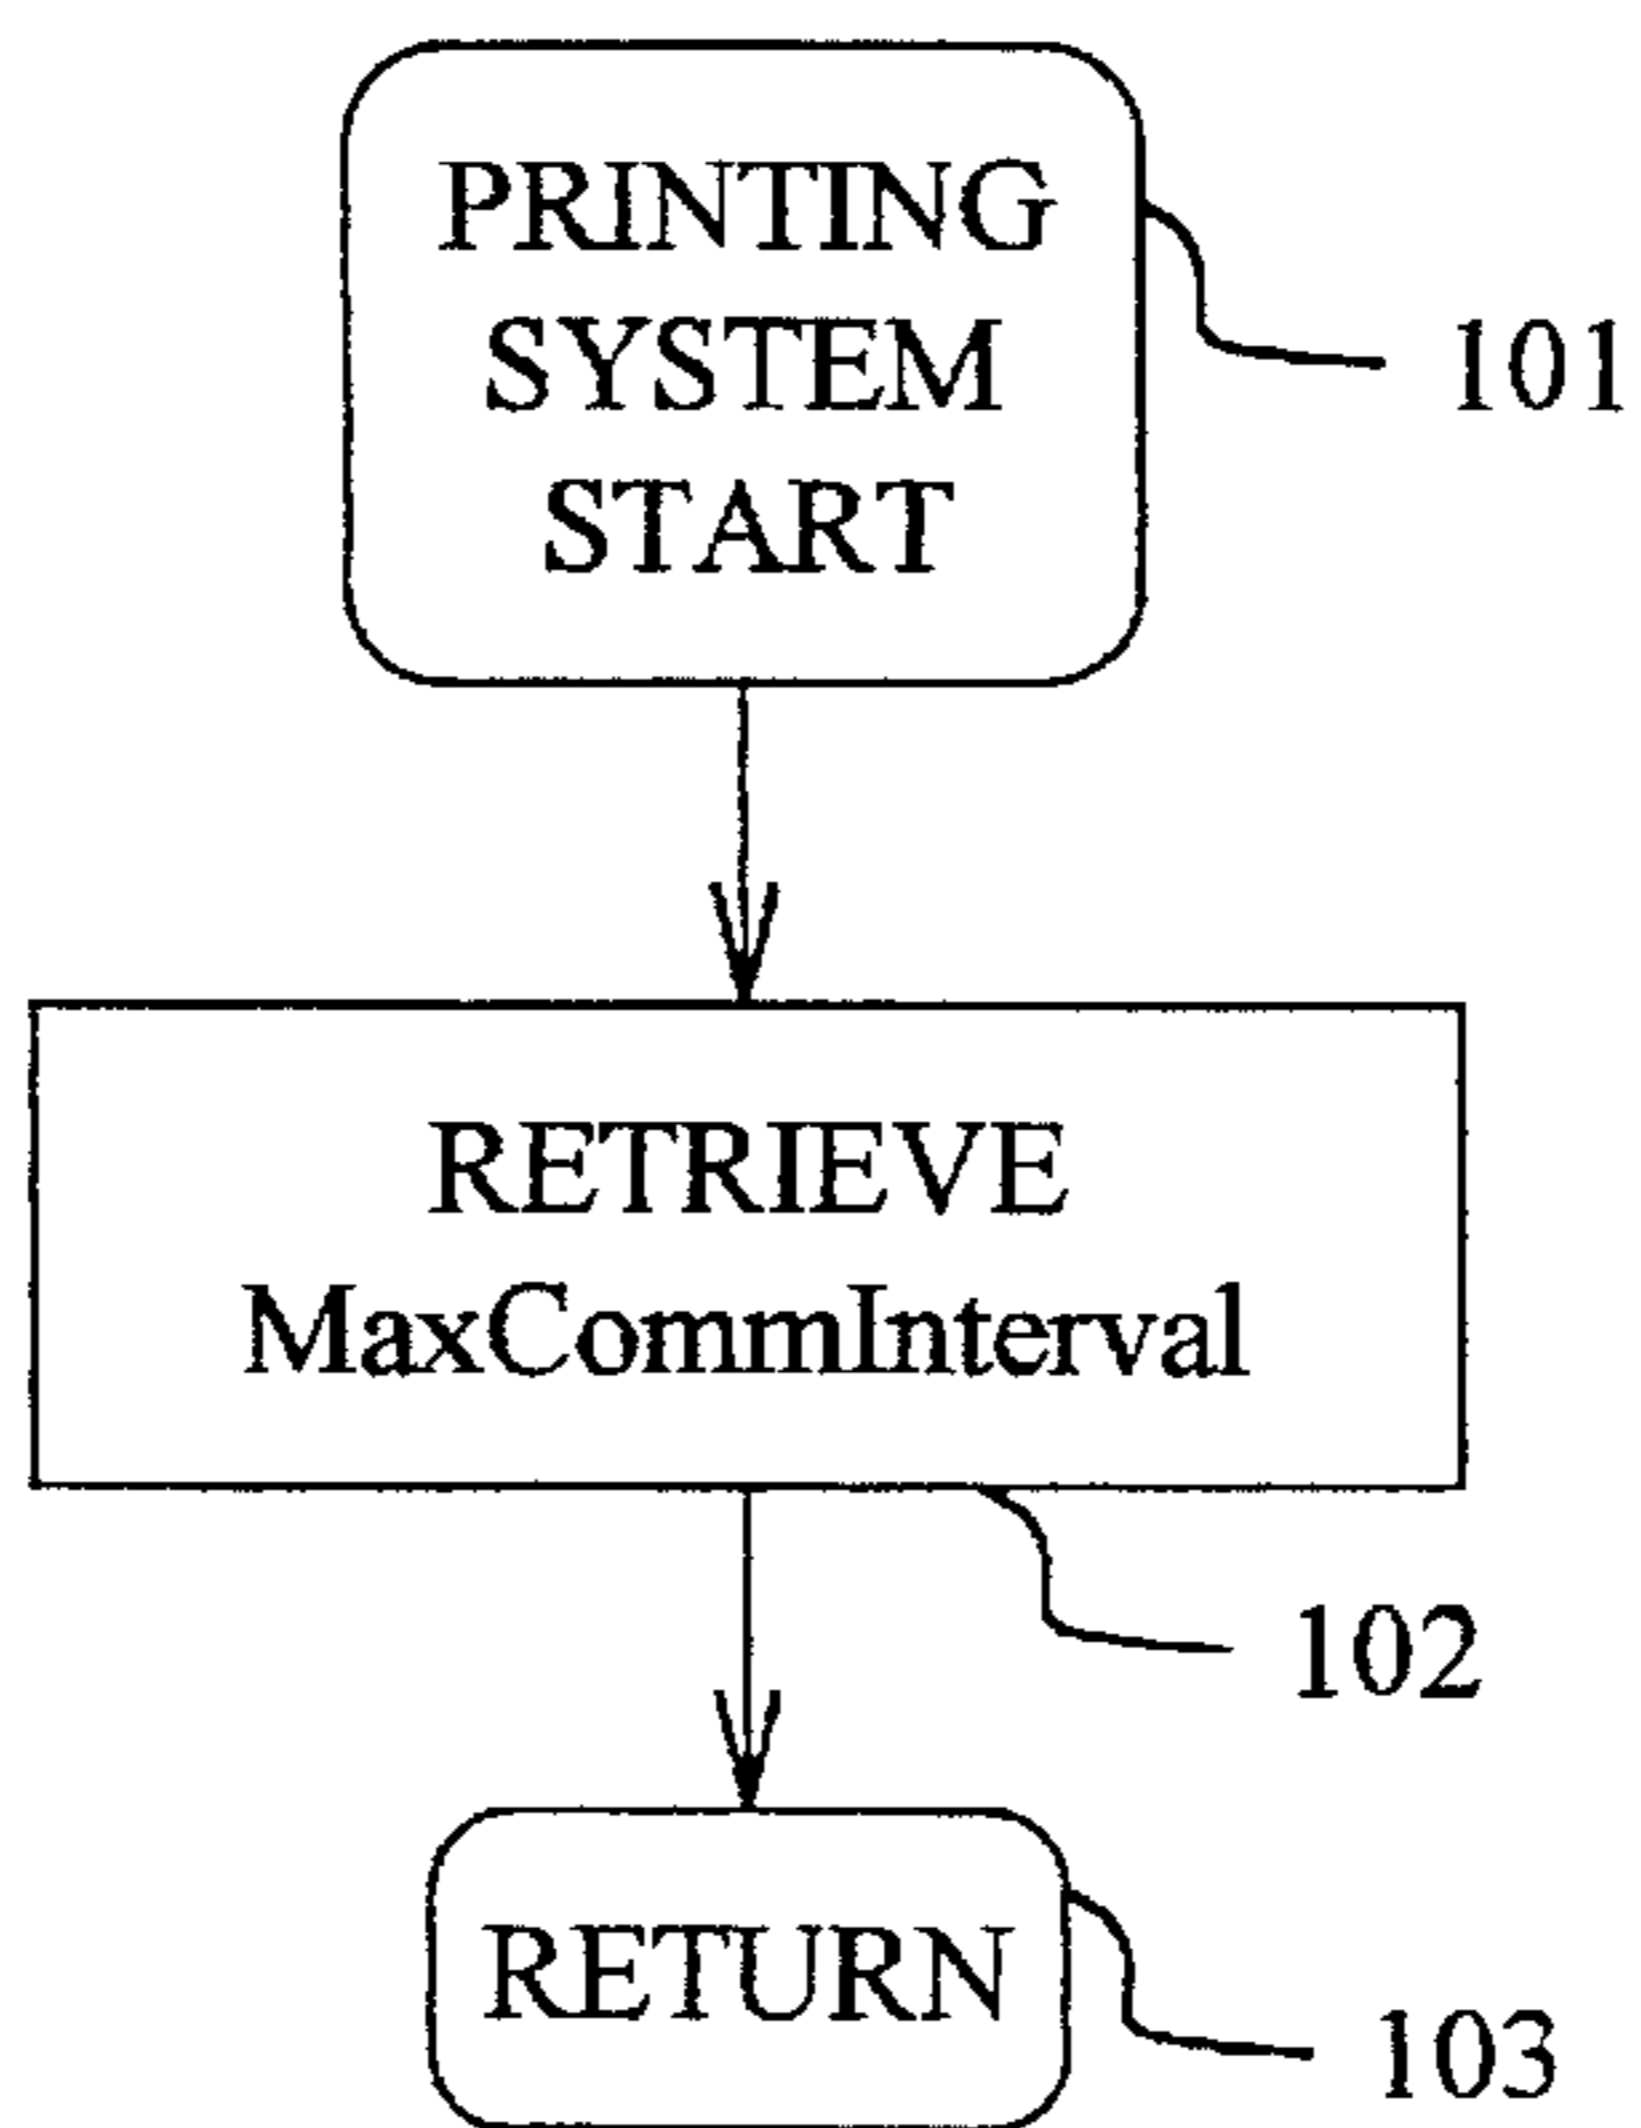 PRINTING
SYSTEM
START
101
RETRIEVE
MaxCommInterval
102
RETURN
103